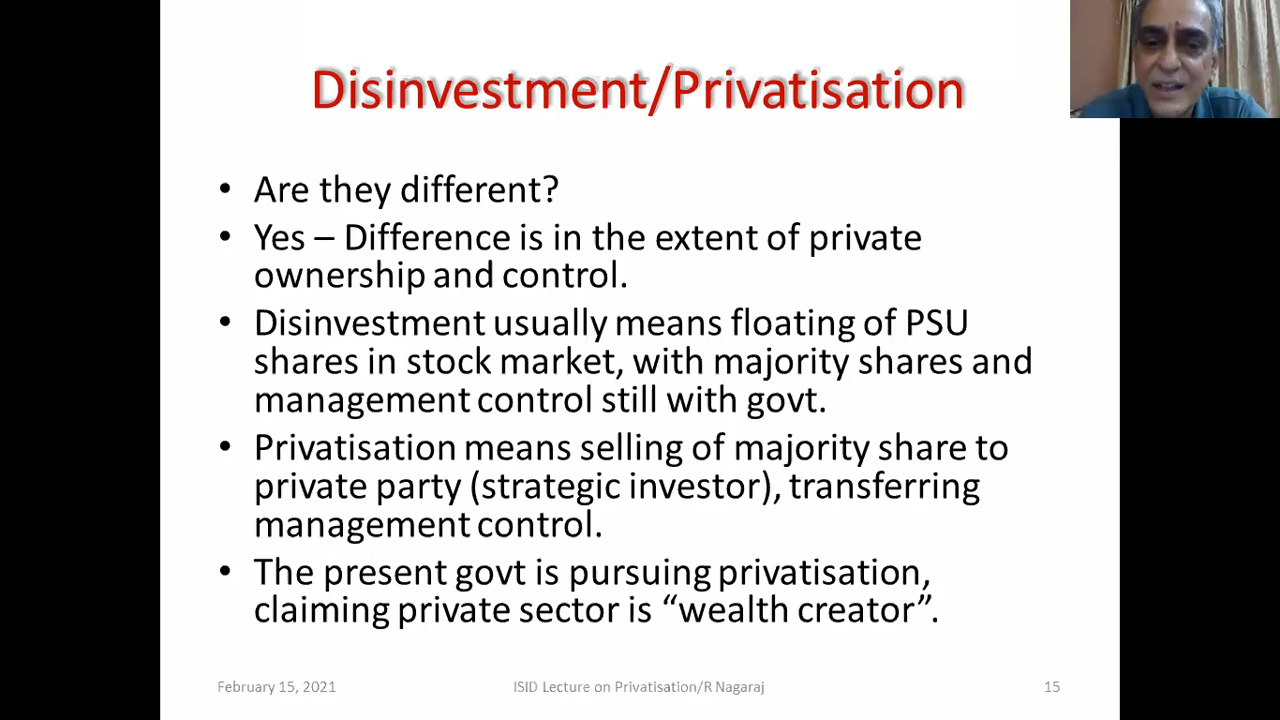 Disinvestment/Privatisation
• Are they different?
• Yes – Difference is in the extent of private
ownership and control.
• Disinvestment usually means floating of PSU
shares in stock market, with majority shares and
management control still with govt.
• Privatisation means selling of majority share to
private party (strategic investor), transferring
management control.
• The present govt is pursuing privatisation,
claiming private sector is “wealth creator”.
February 15, 2021
ISID Lecture on Privatisation/R Nagaraj
15